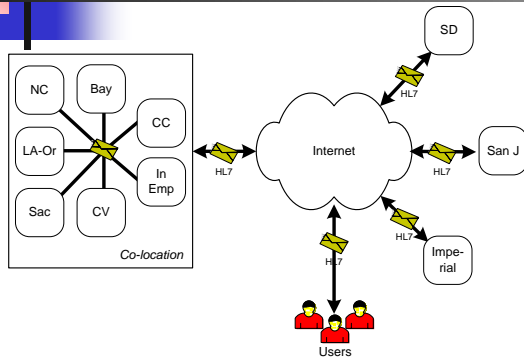 NC
Bay
CC
LA-Or
In
Emp
Sac
CV
Co-location
HL7
Internet
SD
HL7
San J
HL7
Impe-
rial
HL7
HL7
Users